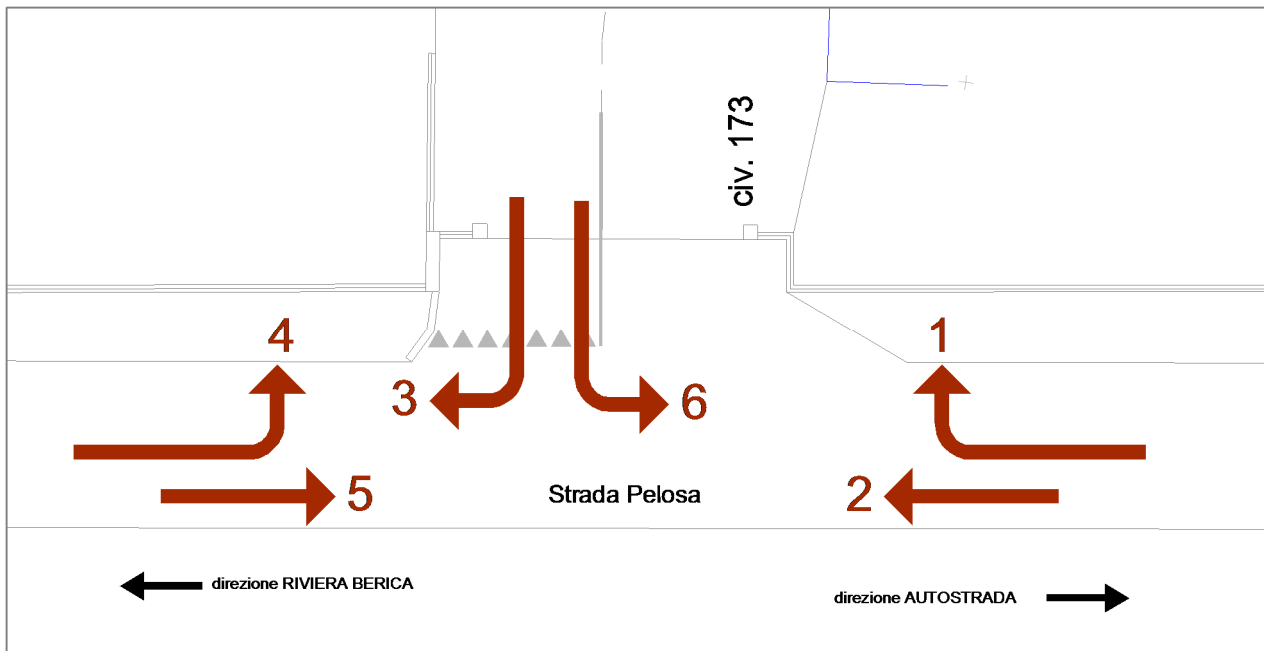 civ. 173
4
1
3
6
5
Strada Pelosa
2
direzione RIVIERA BERICA
direzione AUTOSTRADA